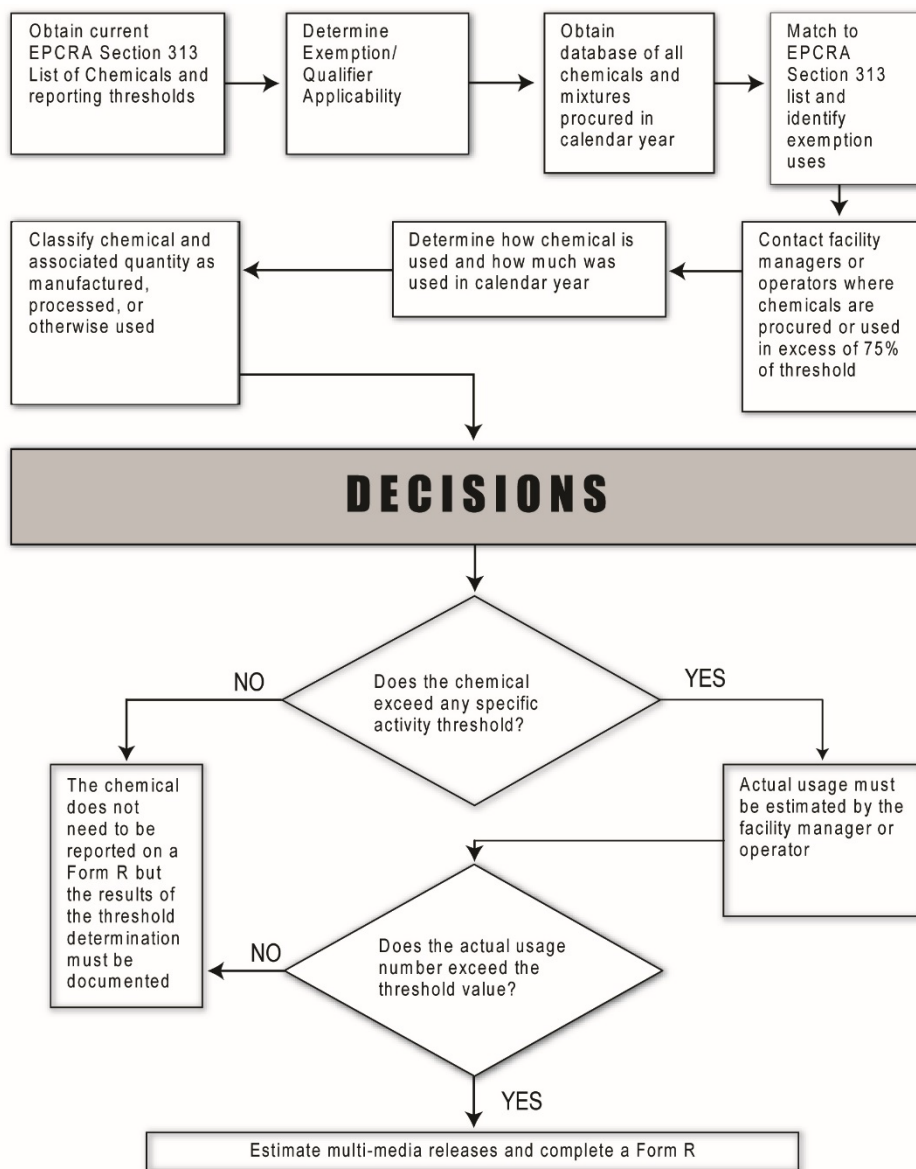 Obtain current
EPCRA Section 313
List of Chemicals and
reporting thresholds
Determine
Exemption/
Qualifier
Applicability
Obtain
database of all
chemicals and
mixtures
procured in
calendar year
Match to
EPCRA
Section 313
list and
identify
exemption
uses
Contact facility
managers or
operators where
chemicals are
procured or used
in excess of 75%
of threshold
Determine how chemical is
used and how much was
used in calendar year
Classify chemical and
associated quantity as
manufactured,
processed, or
otherwise used
DECISIONS
Does the chemical
exceed any specific
activity threshold?
NO
YES
The chemical
does not
need to be
reported on a
Form R but
the results of
the threshold
determination
must be
documented
Actual usage must
be estimated by the
facility manager or
operator
Does the actual usage
number exceed the
threshold value?
NO
YES
Estimate multi-media releases and complete a Form R